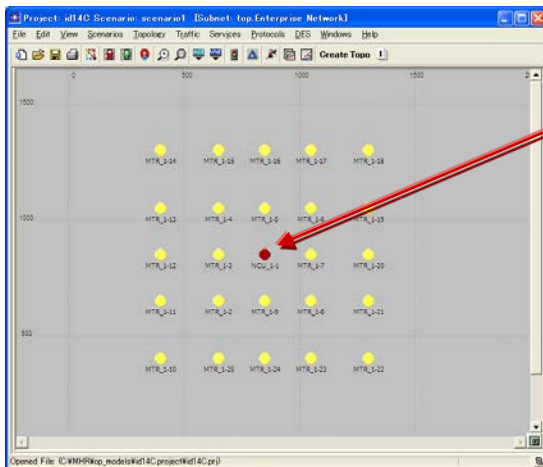 Project: id14C Scenario: scenario1 [Subnet: top.Enterprise Network]
File Edit View Scenarios Topology Traffic Services Protocols DES Windows Help
Create Topo
0 500 1000 1500 2
1500
MTR_1-14 MTR_1-15 MTR_1-16 MTR_1-17 MTR_1-18
1000
MTR_1-13 MTR_1-4 MTR_1-5 MTR_1-6 MTR_1-19
MTR_1-12 MTR_1-3 NCU_1-1 MTR_1-7 MTR_1-20
MTR_1-11 MTR_1-2 MTR_1-9 MTR_1-8 MTR_1-21
500
MTR_1-10 MTR_1-25 MTR_1-24 MTR_1-23 MTR_1-22
Opened File: (C:¥MHR¥op_models¥id14C.project¥id14C.prj)